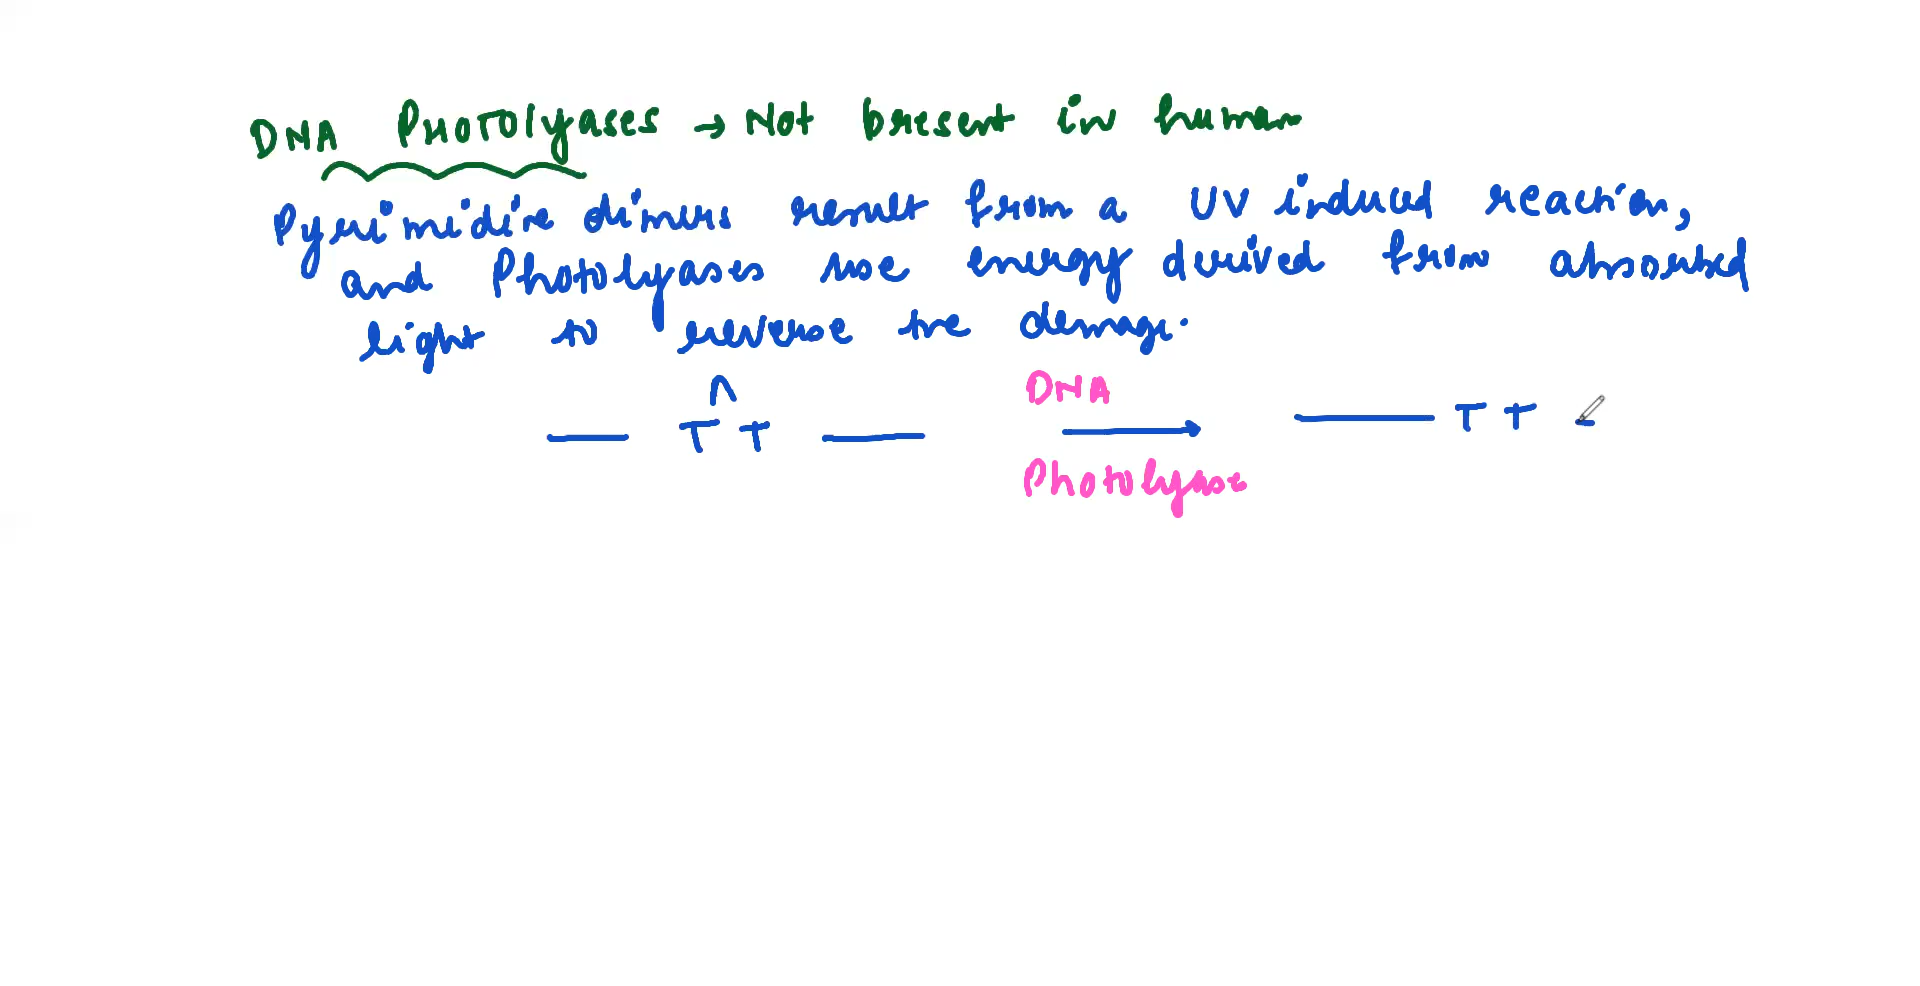 DNA Photolyases → Not present in human
Pyrimidine dimers result from a UV induced reaction,
and Photolyases use energy derived from absorbed
light to reverse the demage.
DNA
— T^T — → — T T -
Photolyase